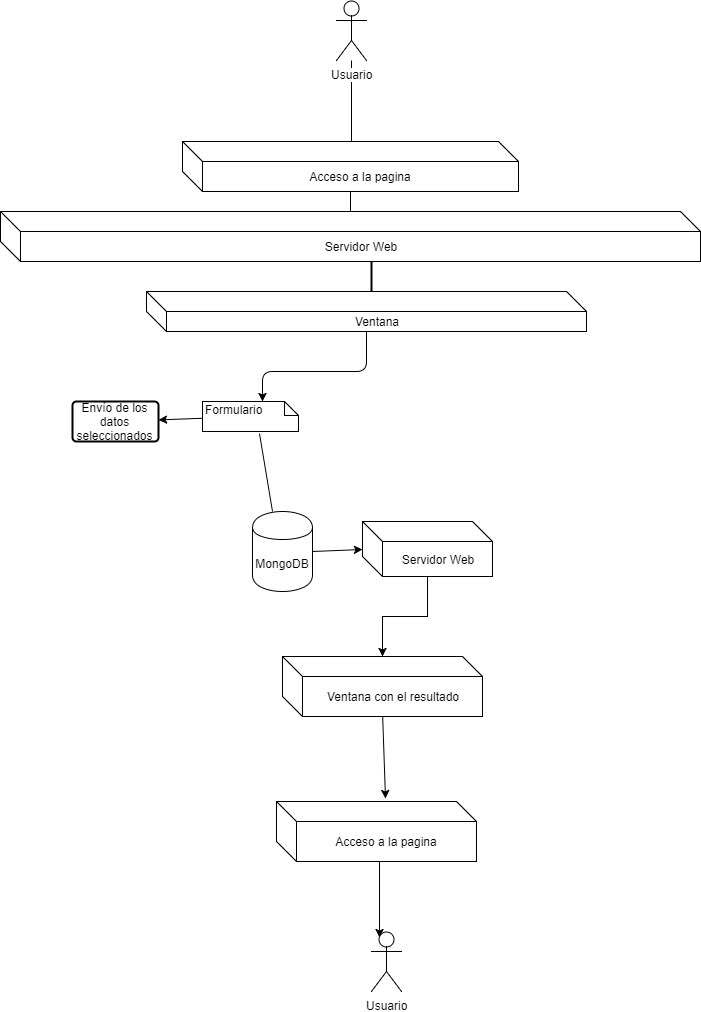 Usuario
Acceso a la pagina
Servidor Web
Ventana
Formulario
Envío de los
datos
seleccionados
MongoDB
Servidor Web
Ventana con el resultado
Acceso a la pagina
Usuario